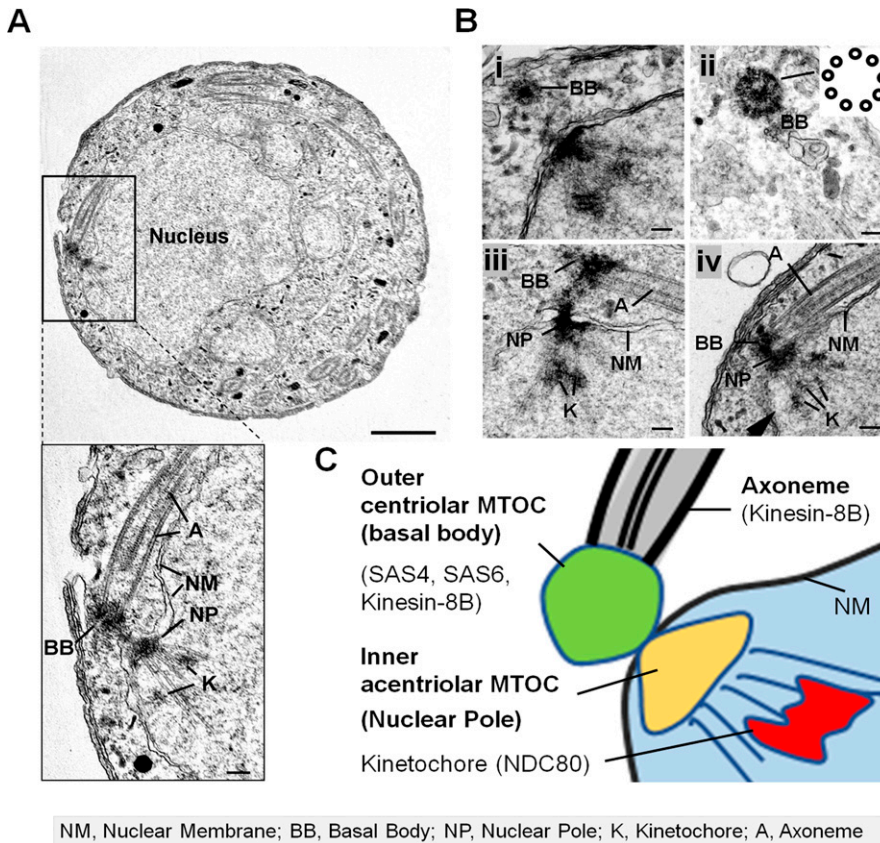 A
Nucleus
A
NM
NP
BB
K
B
i
BB
ii
BB
iii
BB
A
NP
NM
K
iv
A
BB
NM
NP
K
C
Outer
centriolar MTOC
(basal body)
(SAS4, SAS6,
Kinesin-8B)
Axoneme
(Kinesin-8B)
NM
Inner
acentriolar MTOC
(Nuclear Pole)
Kinetochore (NDC80)
NM, Nuclear Membrane; BB, Basal Body; NP, Nuclear Pole; K, Kinetochore; A, Axoneme